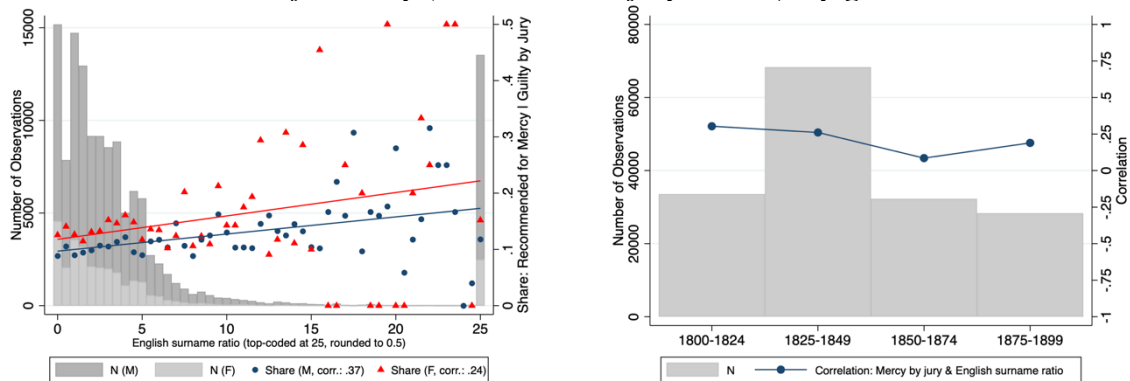 15000
10000
5000
0
Number of Observations
.5
.4
.3
.2
.1
0
Share: Recommended for Mercy | Guilty by Jury
0 5 10 15 20 25
English surname ratio (top-coded at 25, rounded to 0.5)
N (M) N (F) Share (M, corr.: .37) Share (F, corr.: .24)
80000
60000
40000
20000
0
Number of Observations
1
.75
.5
.25
0
-.25
-.5
-.75
-1
Correlation
1800-1824 1825-1849 1850-1874 1875-1899
N Correlation: Mercy by jury & English surname ratio